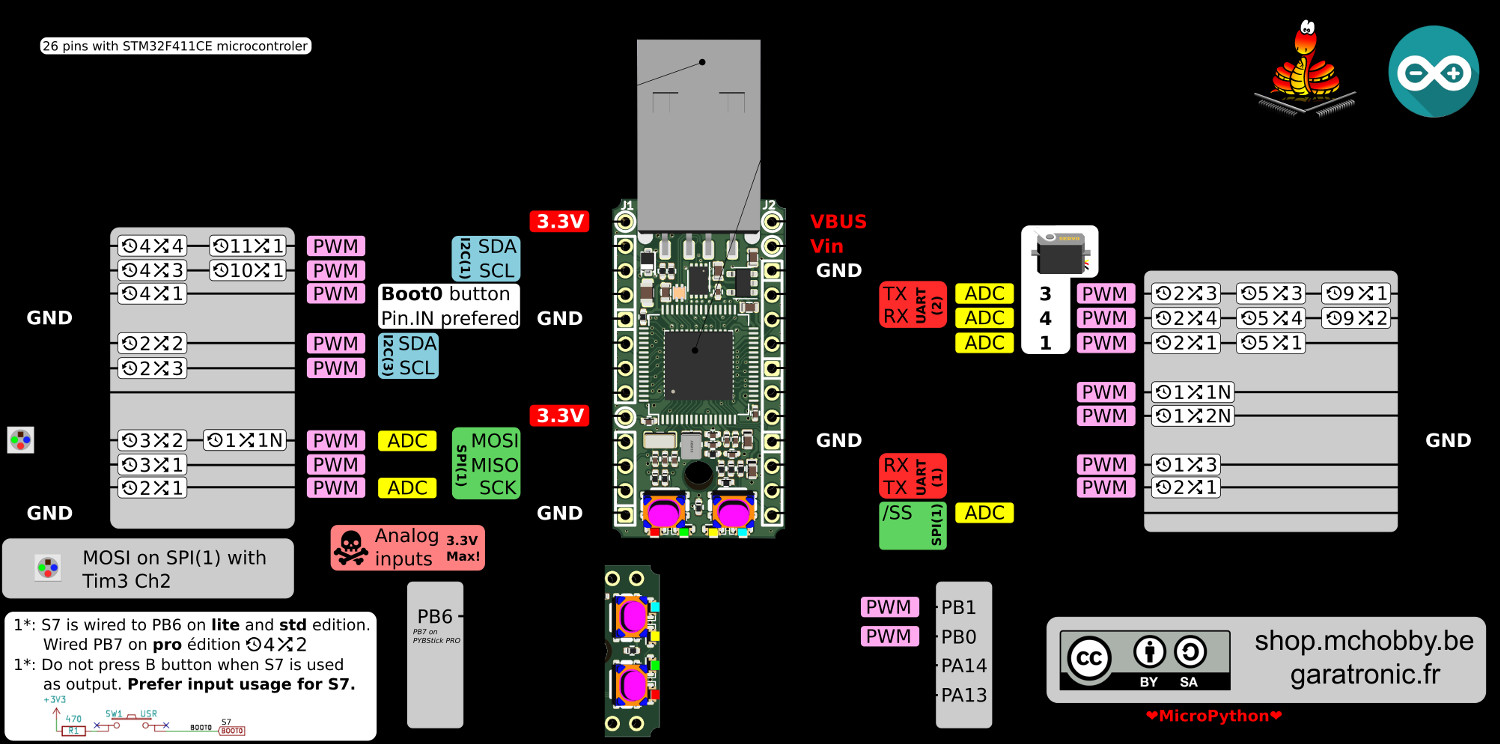 26 pins with STM32F411CE microcontroler
J1
J2
3.3V
VBUS
4 4
11 1
PWM
I2C(1)
SDA
Vin
4 3
10 1
PWM
SCL
GND
4 1
PWM
Boot0 button
TX
UART (2)
ADC
3
PWM
2 3
5 3
9 1
GND
Pin.IN prefered
GND
RX
ADC
4
PWM
2 4
5 4
9 2
2 2
PWM
I2C(3)
SDA
ADC
1
PWM
2 1
5 1
2 3
PWM
SCL
PWM
1 1N
3.3V
PWM
1 2N
3 2
1 1N
PWM
ADC
SPI(1)
MOSI
GND
GND
3 1
PWM
MISO
RX
UART (1)
PWM
1 3
2 1
PWM
ADC
SCK
TX
PWM
2 1
GND
GND
/SS
SPI(1)
ADC
Analog inputs
3.3V Max!
MOSI on SPI(1) with
Tim3 Ch2
PB6
PB7 on
PYBStick PRO
PWM
PB1
PWM
PB0
PA14
PA13
1*: S7 is wired to PB6 on lite and std edition.
Wired PB7 on pro édition 4 2
1*: Do not press B button when S7 is used
as output. Prefer input usage for S7.
+3V3
470
R1
SW1
USR
BOOT0
S7
BOOT0
cc
BY
SA
shop.mchobby.be
garatronic.fr
❤MicroPython❤